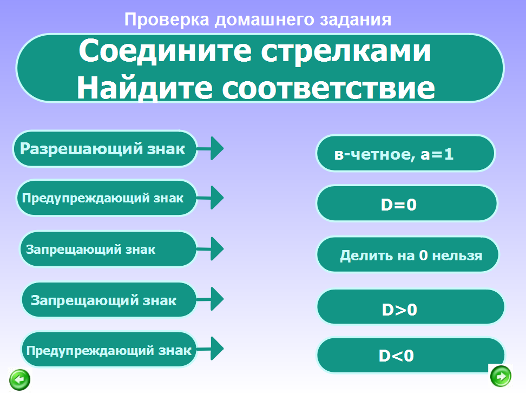 Проверка домашнего задания
Соедините стрелками
Найдите соответствие
Разрешающий знак
в-четное, а=1
Предупреждающий знак
D=0
Запрещающий знак
Делить на 0 нельзя
Запрещающий знак
D>0
Предупреждающий знак
D<0